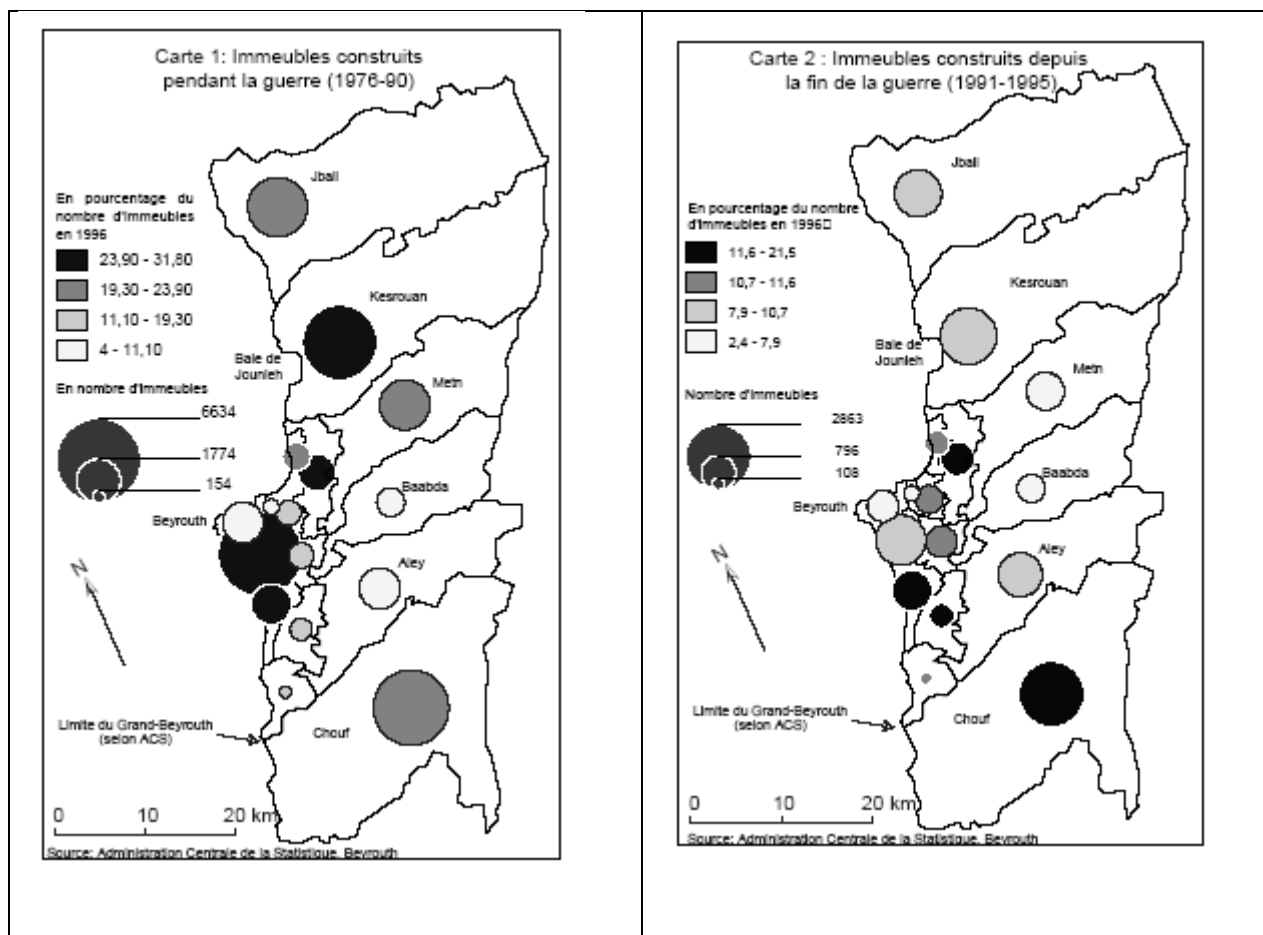 Carte 1: Immeubles construits
pendant la guerre (1976-90)
Jbail
En pourcentage du
nombre d'immeubles
en 1996
23,90 - 31,80
19,30 - 23,90
11,10 - 19,30
4 - 11,10
Kesrouan
Baie de
Jounieh
Metn
En nombre d'immeubles
6634
1774
154
Baabda
Beyrouth
Aley
N
Limite du Grand-Beyrouth
(selon ACS)
Chouf
0 10 20 km
Source: Administration Centrale de la Statistique, Beyrouth
Carte 2 : Immeubles construits depuis
la fin de la guerre (1991-1995)
Jbail
En pourcentage du nombre
d'immeubles en 1996□
11,6 - 21,5
10,7 - 11,6
7,9 - 10,7
2,4 - 7,9
Kesrouan
Baie de
Jounieh
Metn
Nombre d'immeubles
2863
796
108
Baabda
Beyrouth
Aley
N
Limite du Grand-Beyrouth
(selon ACS)
Chouf
0 10 20 km
Source: Administration Centrale de la Statistique, Beyrouth